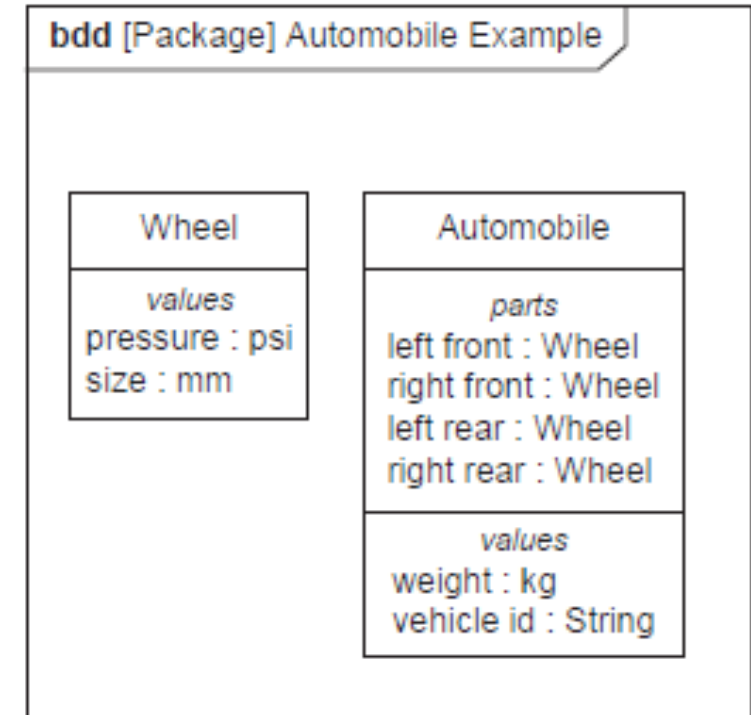 bdd [Package] Automobile Example
Wheel
values
pressure : psi
size : mm
Automobile
parts
left front : Wheel
right front : Wheel
left rear : Wheel
right rear : Wheel
values
weight : kg
vehicle id : String